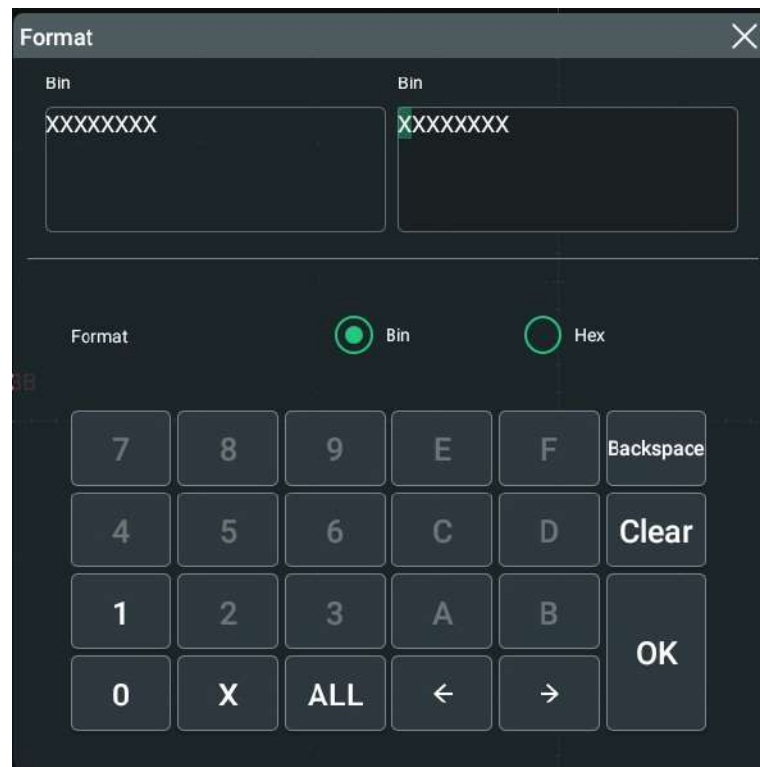 Format
Bin Bin
XXXXXXXX XXXXXXXX
Format Bin Hex
7 8 9 E F Backspace
4 5 6 C D Clear
1 2 3 A B
OK
0 X ALL ← →